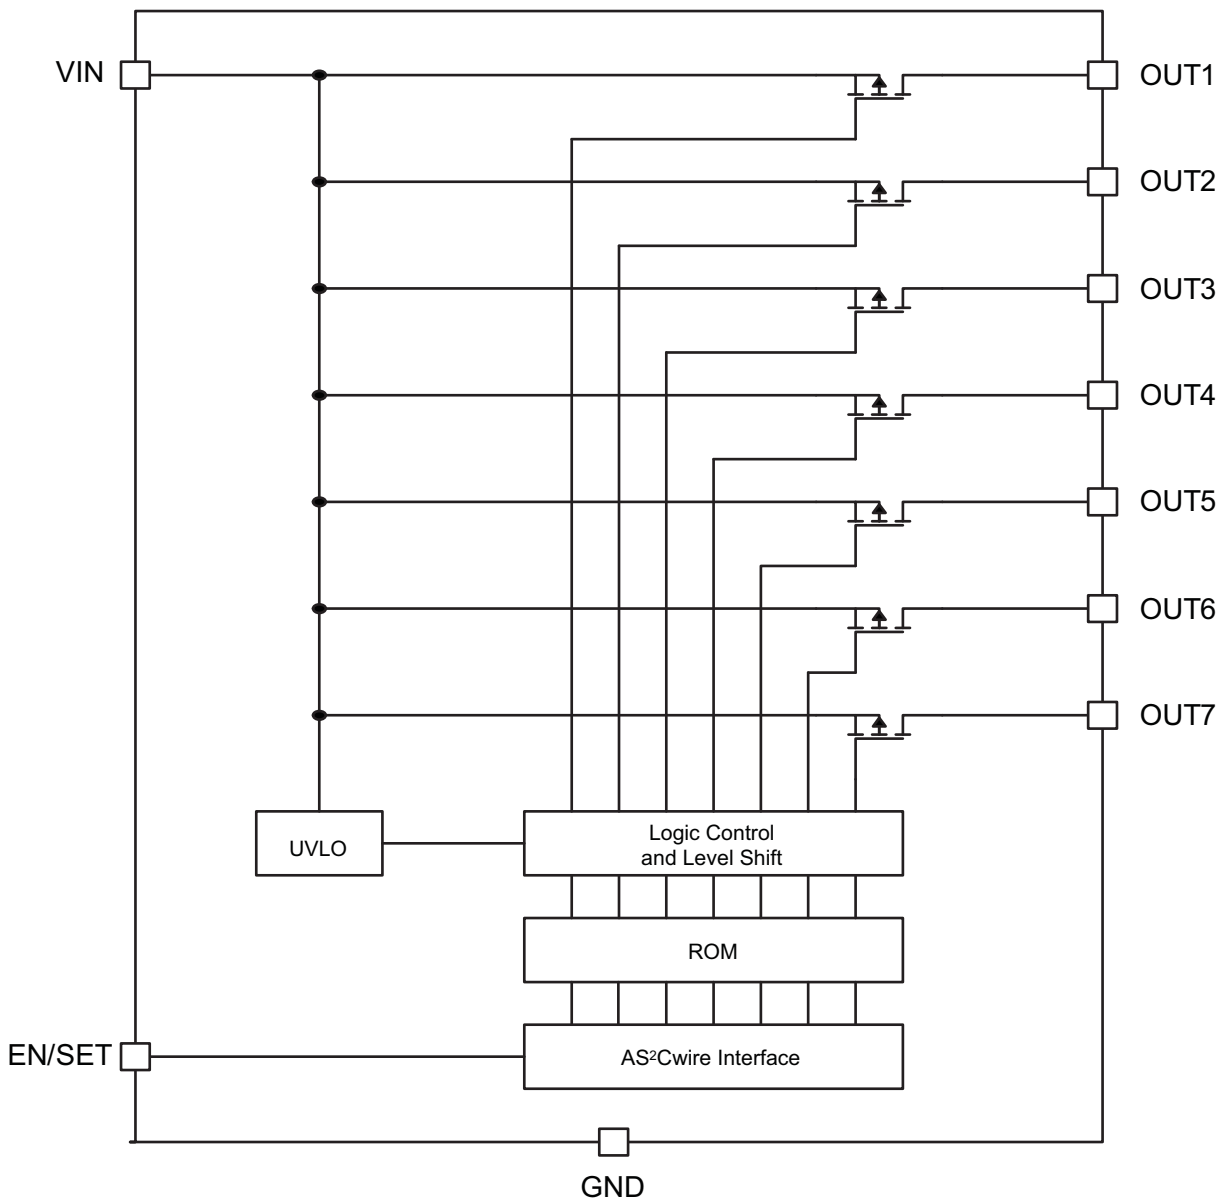 VIN
OUT1
OUT2
OUT3
OUT4
OUT5
OUT6
OUT7
UVLO
Logic Control
and Level Shift
ROM
EN/SET
AS²Cwire Interface
GND